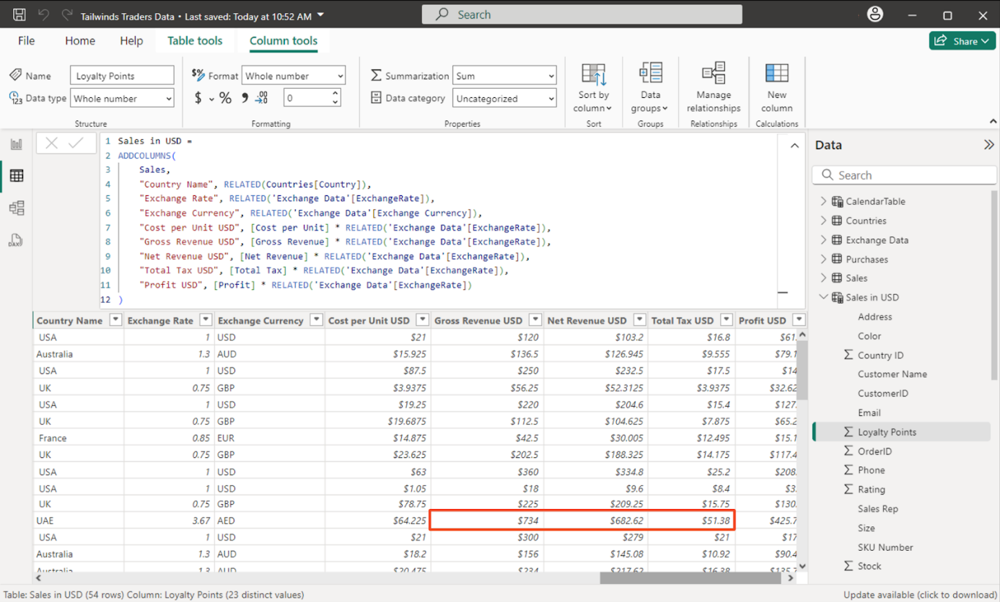 Tailwinds Traders Data • Last saved: Today at 10:52 AM
Search
File Home Help Table tools Column tools Share
Name Loyalty Points
Data type Whole number
Structure
Format Whole number
$ % 0
Formatting
Summarization Sum
Data category Uncategorized
Properties
Sort by
column
Sort
Data
groups
Groups
Manage
relationships
Relationships
New
column
Calculations
1 Sales in USD =
2 ADDCOLUMNS(
3 Sales,
4 "Country Name", RELATED(Countries[Country]),
5 "Exchange Rate", RELATED('Exchange Data'[ExchangeRate]),
6 "Exchange Currency", RELATED('Exchange Data'[Exchange Currency]),
7 "Cost per Unit USD", [Cost per Unit] * RELATED('Exchange Data'[ExchangeRate]),
8 "Gross Revenue USD", [Gross Revenue] * RELATED('Exchange Data'[ExchangeRate]),
9 "Net Revenue USD", [Net Revenue] * RELATED('Exchange Data'[ExchangeRate]),
10 "Total Tax USD", [Total Tax] * RELATED('Exchange Data'[ExchangeRate]),
11 "Profit USD", [Profit] * RELATED('Exchange Data'[ExchangeRate])
12 )
Country Name Exchange Rate Exchange Currency Cost per Unit USD Gross Revenue USD Net Revenue USD Total Tax USD Profit USD
USA 1 USD $21 $120 $103.2 $16.8 $61.
Australia 1.3 AUD $15.925 $136.5 $126.945 $9.555 $79.1
USA 1 USD $87.5 $250 $232.5 $17.5 $14
UK 0.75 GBP $3.9375 $56.25 $52.3125 $3.9375 $32.62
USA 1 USD $19.25 $220 $204.6 $15.4 $127.
UK 0.75 GBP $19.6875 $112.5 $104.625 $7.875 $65.2
France 0.85 EUR $14.875 $42.5 $30.005 $12.495 $15.1
UK 0.75 GBP $23.625 $202.5 $188.325 $14.175 $117.4
USA 1 USD $63 $360 $334.8 $25.2 $208.
USA 1 USD $1.05 $18 $9.6 $8.4 $3.
UK 0.75 GBP $78.75 $225 $209.25 $15.75 $130.
UAE 3.67 AED $64.225 $734 $682.62 $51.38 $425.7
USA 1 USD $21 $300 $279 $21 $17
Australia 1.3 AUD $18.2 $156 $145.08 $10.92 $90.4
Australia 1.3 AUD $20.475 $234 $217.62 $16.38 $135.7
Data
Search
CalendarTable
Countries
Exchange Data
Purchases
Sales
Sales in USD
Address
Color
Country ID
Customer Name
CustomerID
Email
Loyalty Points
OrderID
Phone
Rating
Sales Rep
Size
SKU Number
Stock
Table: Sales in USD (54 rows) Column: Loyalty Points (23 distinct values)
Update available (click to download)